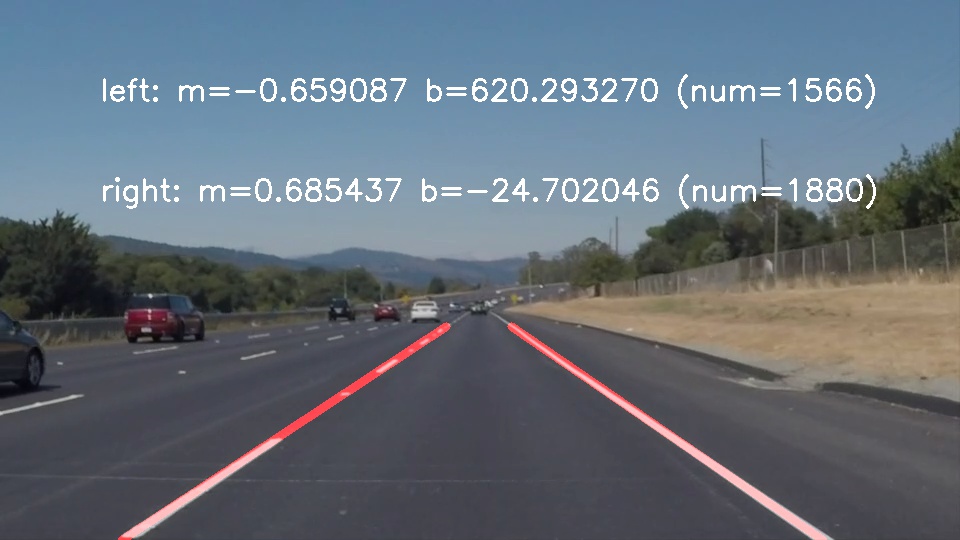 left: m=-0.659087 b=620.293270 (num=1566)
right: m=0.685437 b=-24.702046 (num=1880)